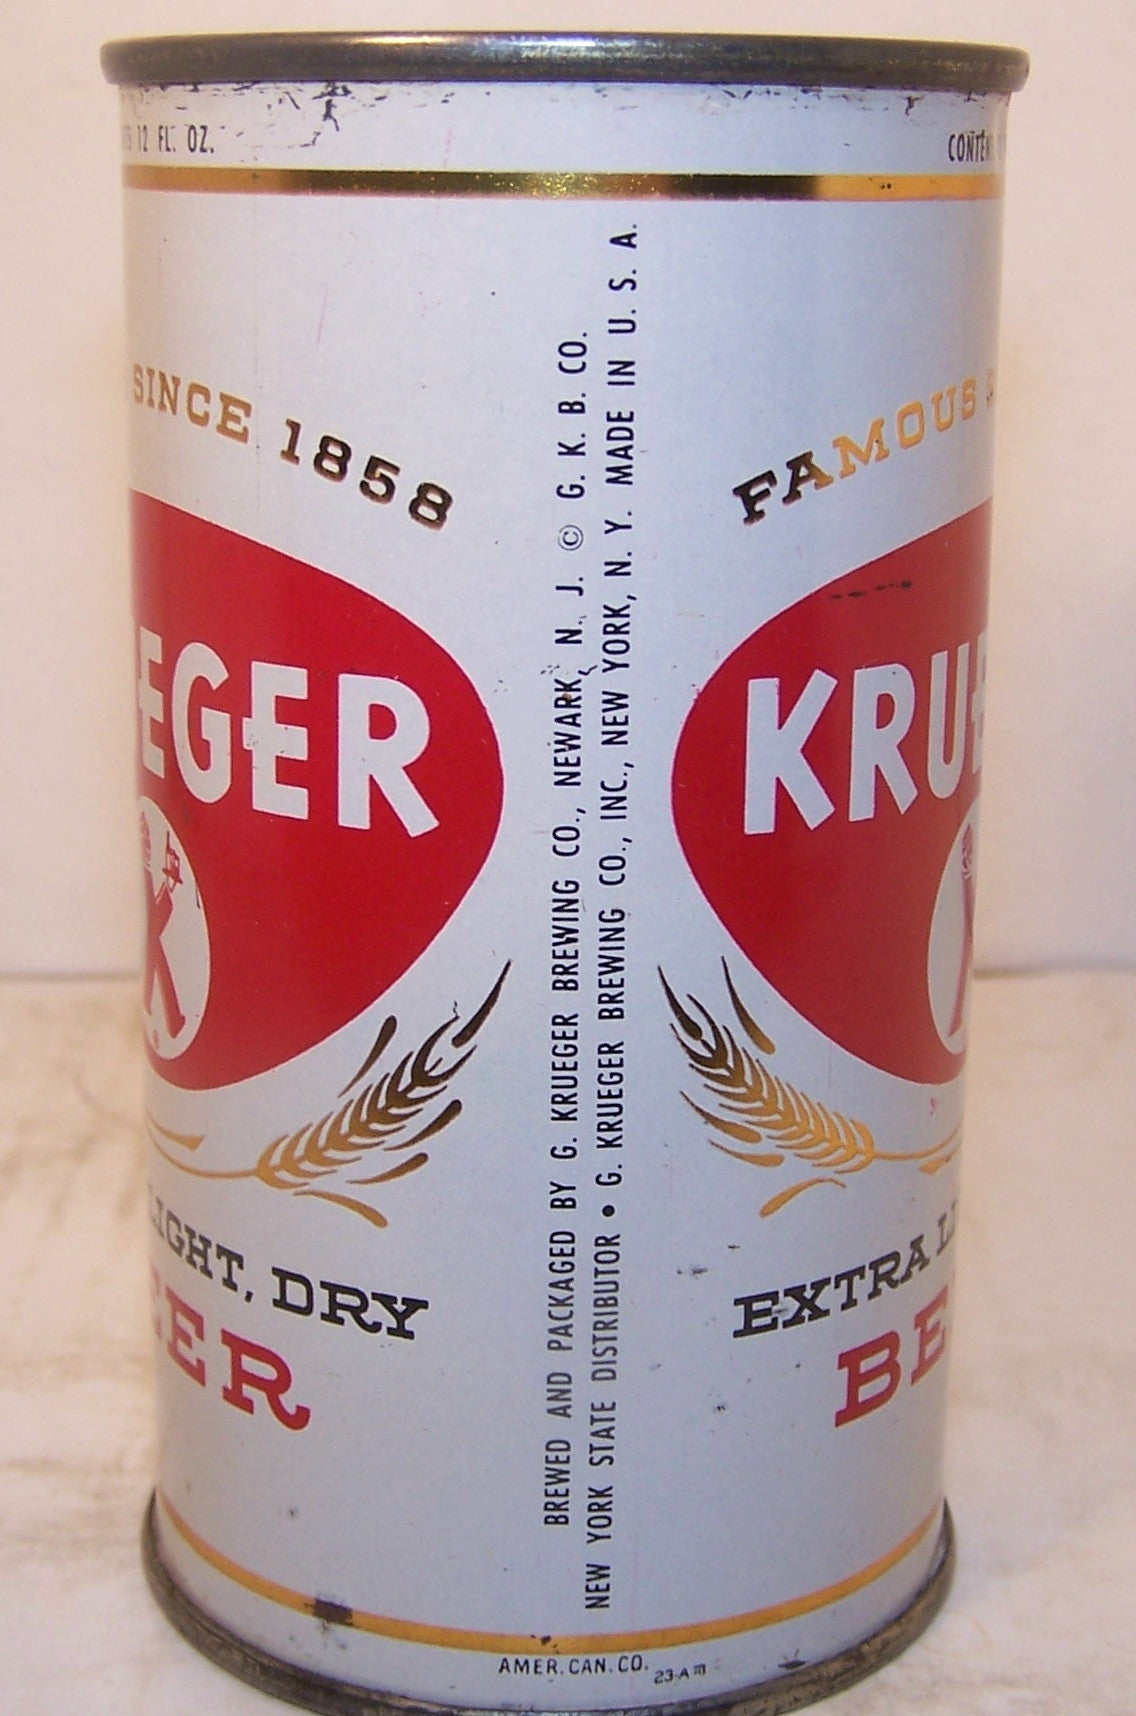 12 FL. OZ.
CONTEN
SINCE 1858
FAMOUS
EGER
KRUE
K
LIGHT, DRY
EER
EXTRA LI
BE
BREWED AND PACKAGED BY G. KRUEGER BREWING CO., NEWARK, N. J. © G. K. B. CO.
NEW YORK STATE DISTRIBUTOR • G. KRUEGER BREWING CO., INC., NEW YORK, N. Y. MADE IN U. S. A.
AMER. CAN. CO. 23-A